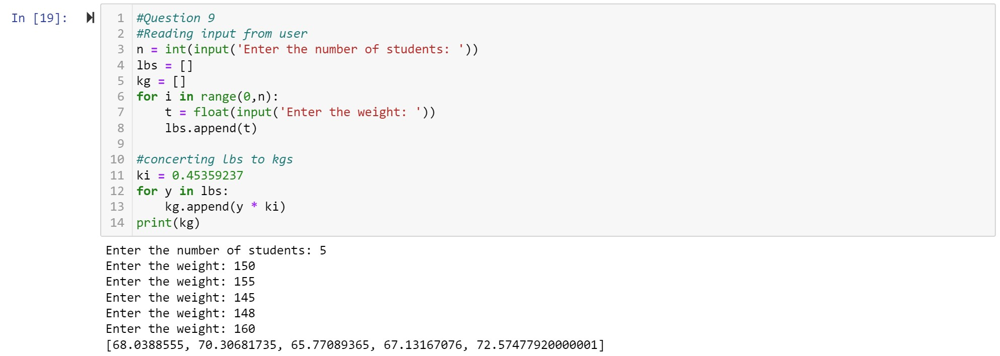 In [19]:
1 #Question 9
2 #Reading input from user
3 n = int(input('Enter the number of students: '))
4 lbs = []
5 kg = []
6 for i in range(0,n):
7     t = float(input('Enter the weight: '))
8     lbs.append(t)
9
10 #concerting lbs to kgs
11 ki = 0.45359237
12 for y in lbs:
13     kg.append(y * ki)
14 print(kg)
Enter the number of students: 5
Enter the weight: 150
Enter the weight: 155
Enter the weight: 145
Enter the weight: 148
Enter the weight: 160
[68.0388555, 70.30681735, 65.77089365, 67.13167076, 72.57477920000001]